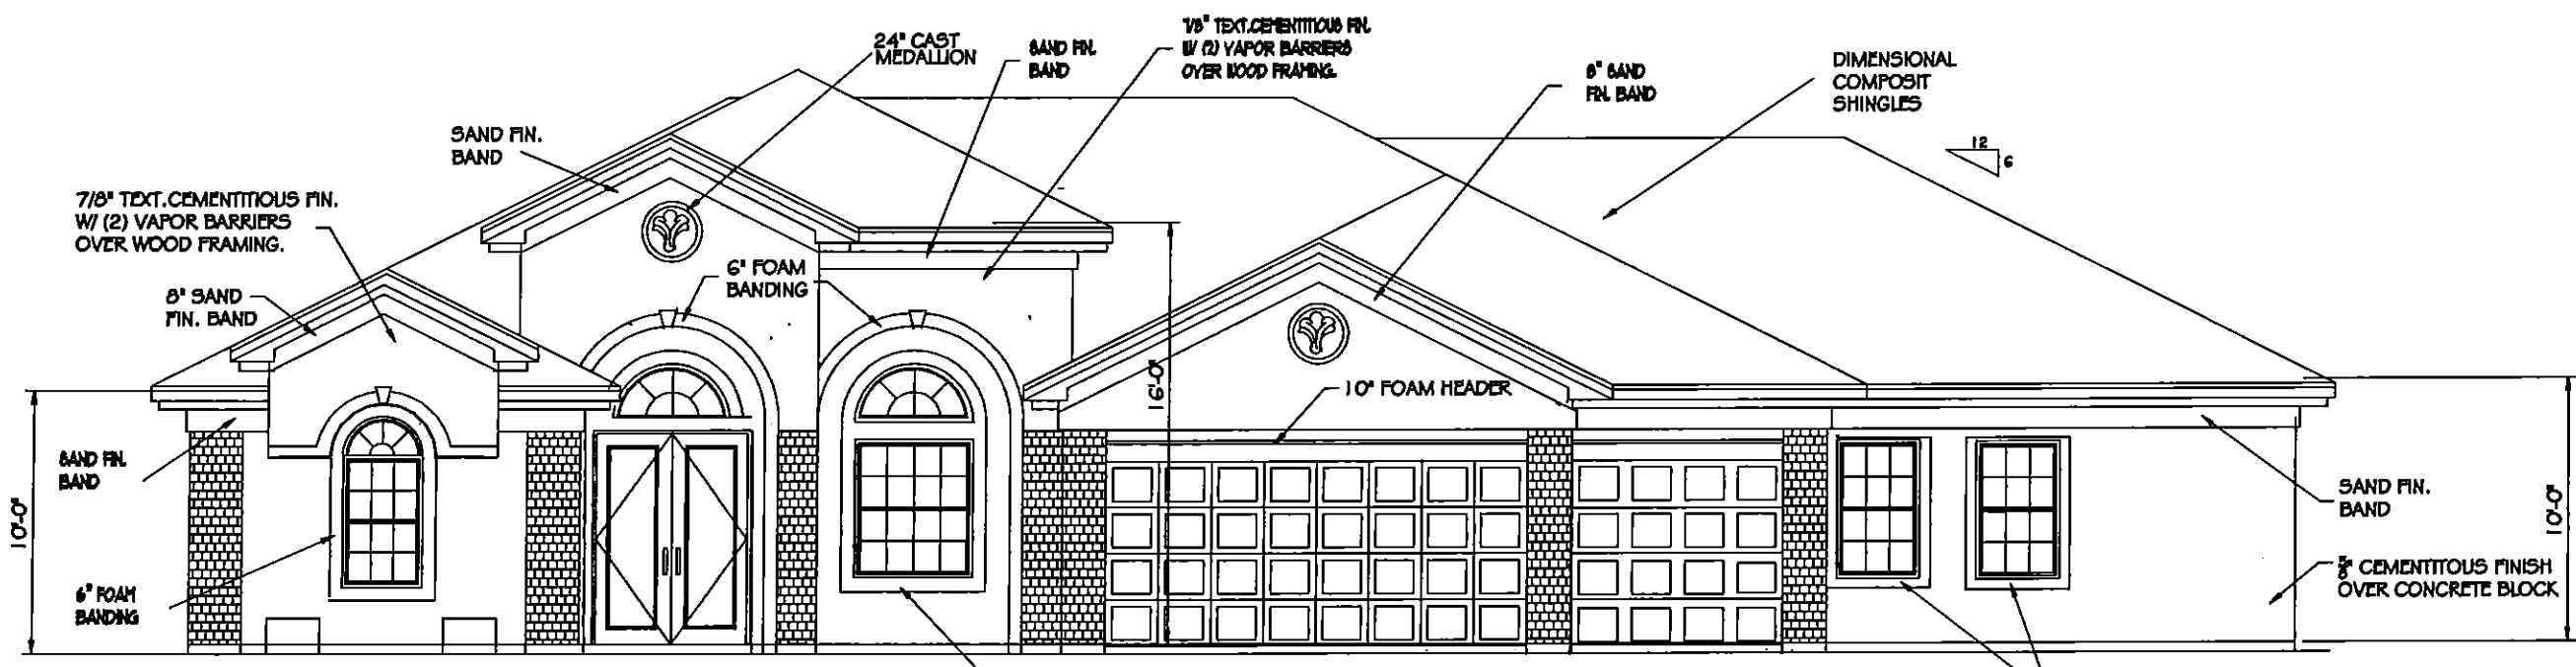 24" CAST
MEDALLION
SAND FIN.
BAND
7/8" TEXT.CEMENTITIOUS FIN.
W/ (2) VAPOR BARRIERS
OVER WOOD FRAMING.
8" SAND
FIN. BAND
DIMENSIONAL
COMPOSIT
SHINGLES
12
6
SAND FIN.
BAND
7/8" TEXT.CEMENTITIOUS FIN.
W/ (2) VAPOR BARRIERS
OVER WOOD FRAMING.
8" SAND
FIN. BAND
6" FOAM
BANDING
16'-0"
10" FOAM HEADER
SAND FIN.
BAND
10'-0"
6" FOAM
BANDING
SAND FIN.
BAND
10'-0"
CEMENTITOUS FINISH
OVER CONCRETE BLOCK